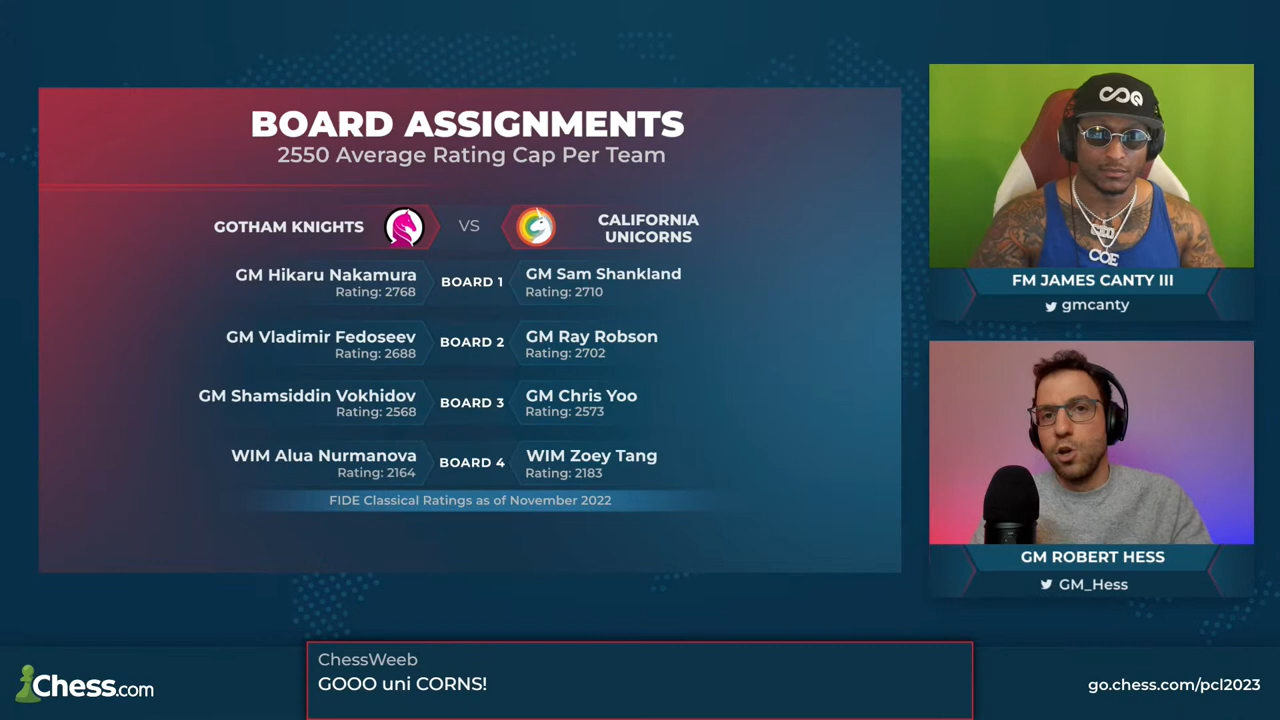 BOARD ASSIGNMENTS
2550 Average Rating Cap Per Team
GOTHAM KNIGHTS
VS
CALIFORNIA
UNICORNS
GM Hikaru Nakamura
Rating: 2768
BOARD 1
GM Sam Shankland
Rating: 2710
GM Vladimir Fedoseev
Rating: 2688
BOARD 2
GM Ray Robson
Rating: 2702
GM Shamsiddin Vokhidov
Rating: 2568
BOARD 3
GM Chris Yoo
Rating: 2573
WIM Alua Nurmanova
Rating: 2164
BOARD 4
WIM Zoey Tang
Rating: 2183
FIDE Classical Ratings as of November 2022
COE
FM JAMES CANTY III
gmcanty
GM ROBERT HESS
GM_Hess
Chess.com
ChessWeeb
GOOO uni CORNS!
go.chess.com/pcl2023